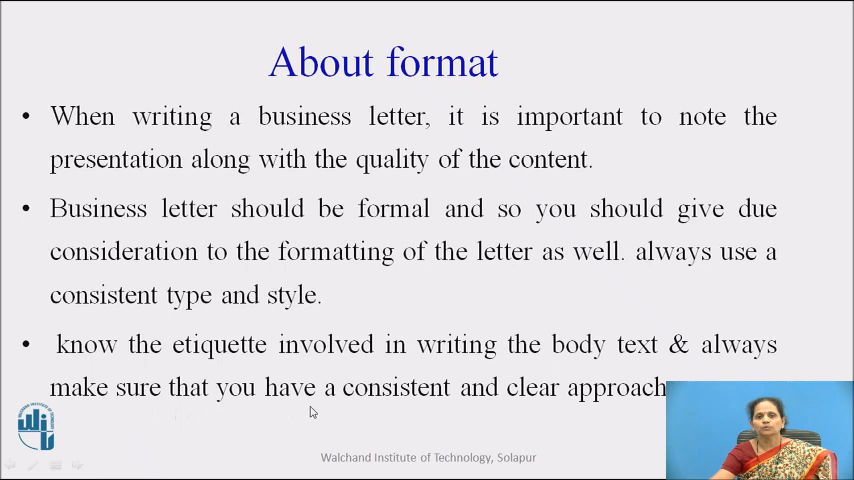 About format
• When writing a business letter, it is important to note the
presentation along with the quality of the content.
• Business letter should be formal and so you should give due
consideration to the formatting of the letter as well. always use a
consistent type and style.
• know the etiquette involved in writing the body text & always
make sure that you have a consistent and clear approach
Walchand Institute of Technology, Solapur